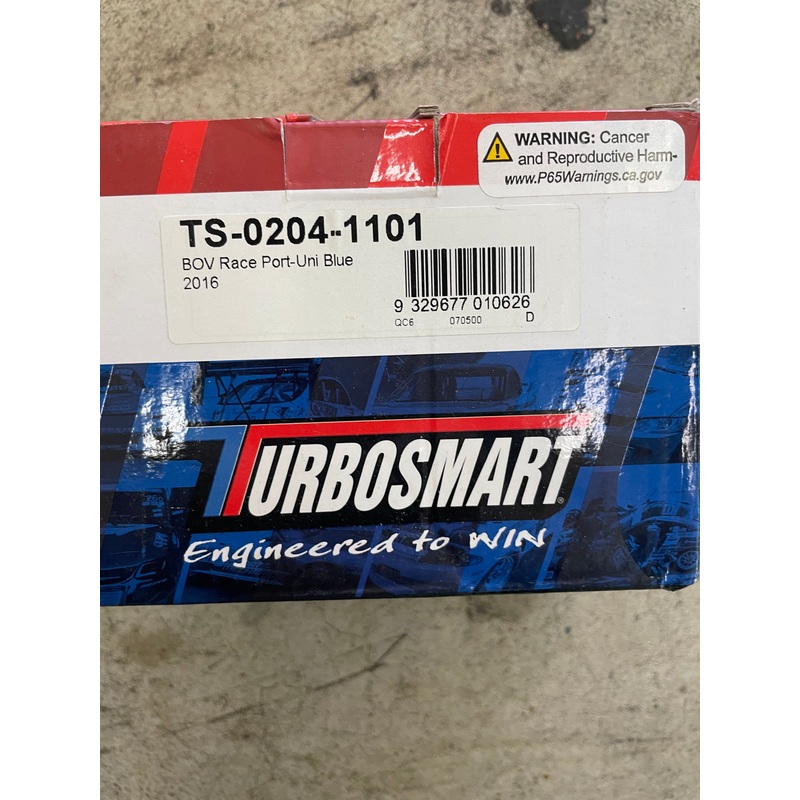 WARNING: Cancer
and Reproductive Harm-
www.P65Warnings.ca.gov
TS-0204-1101
BOV Race Port-Uni Blue
2016
9 329677 010626
QC6 070500 D
TURBOSMART®
Engineered to WIN